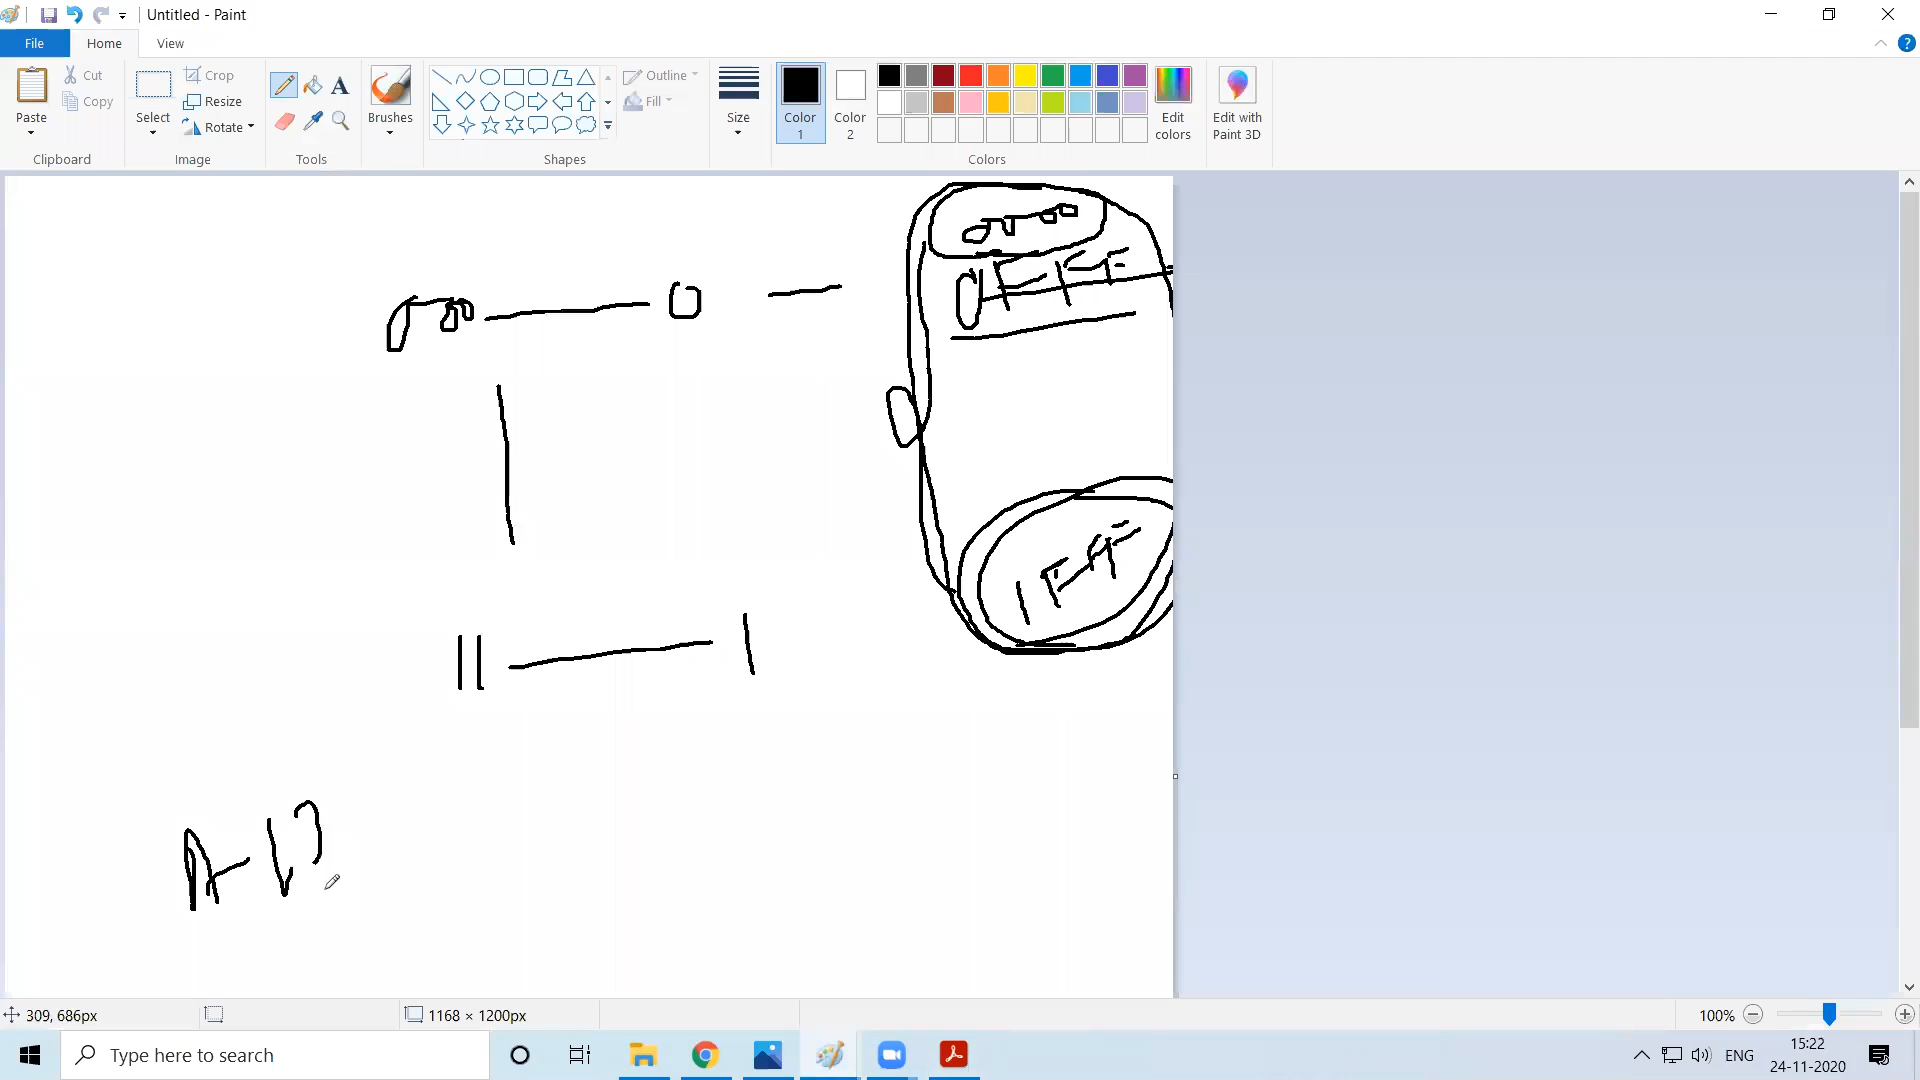 Untitled - Paint
File
Home
View
Paste
Cut
Copy
Clipboard
Select
Crop
Resize
Rotate
Image
Tools
Brushes
Shapes
Outline
Fill
Size
Color 1
Color 2
Edit colors
Colors
Edit with Paint 3D
309, 686px
1168 × 1200px
100%
Type here to search
ENG
15:22
24-11-2020